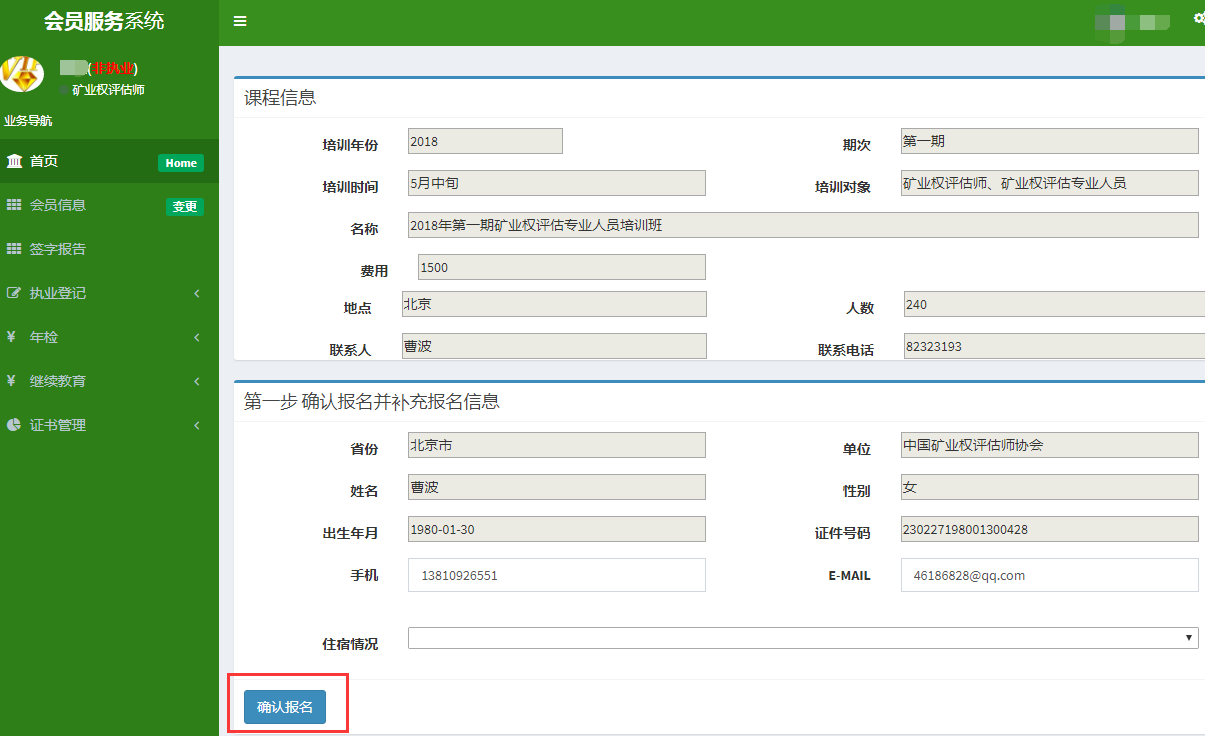 会员服务系统
(非执业)
矿业权评估师
业务导航
首页 Home
会员信息 变更
签字报告
执业登记
年检
继续教育
证书管理
课程信息
培训年份 2018 期次 第一期
培训时间 5月中旬 培训对象 矿业权评估师、矿业权评估专业人员
名称 2018年第一期矿业权评估专业人员培训班
费用 1500
地点 北京 人数 240
联系人 曹波 联系电话 82323193
第一步 确认报名并补充报名信息
省份 北京市 单位 中国矿业权评估师协会
姓名 曹波 性别 女
出生年月 1980-01-30 证件号码 230227198001300428
手机 13810926551 E-MAIL 46186828@qq.com
住宿情况
确认报名